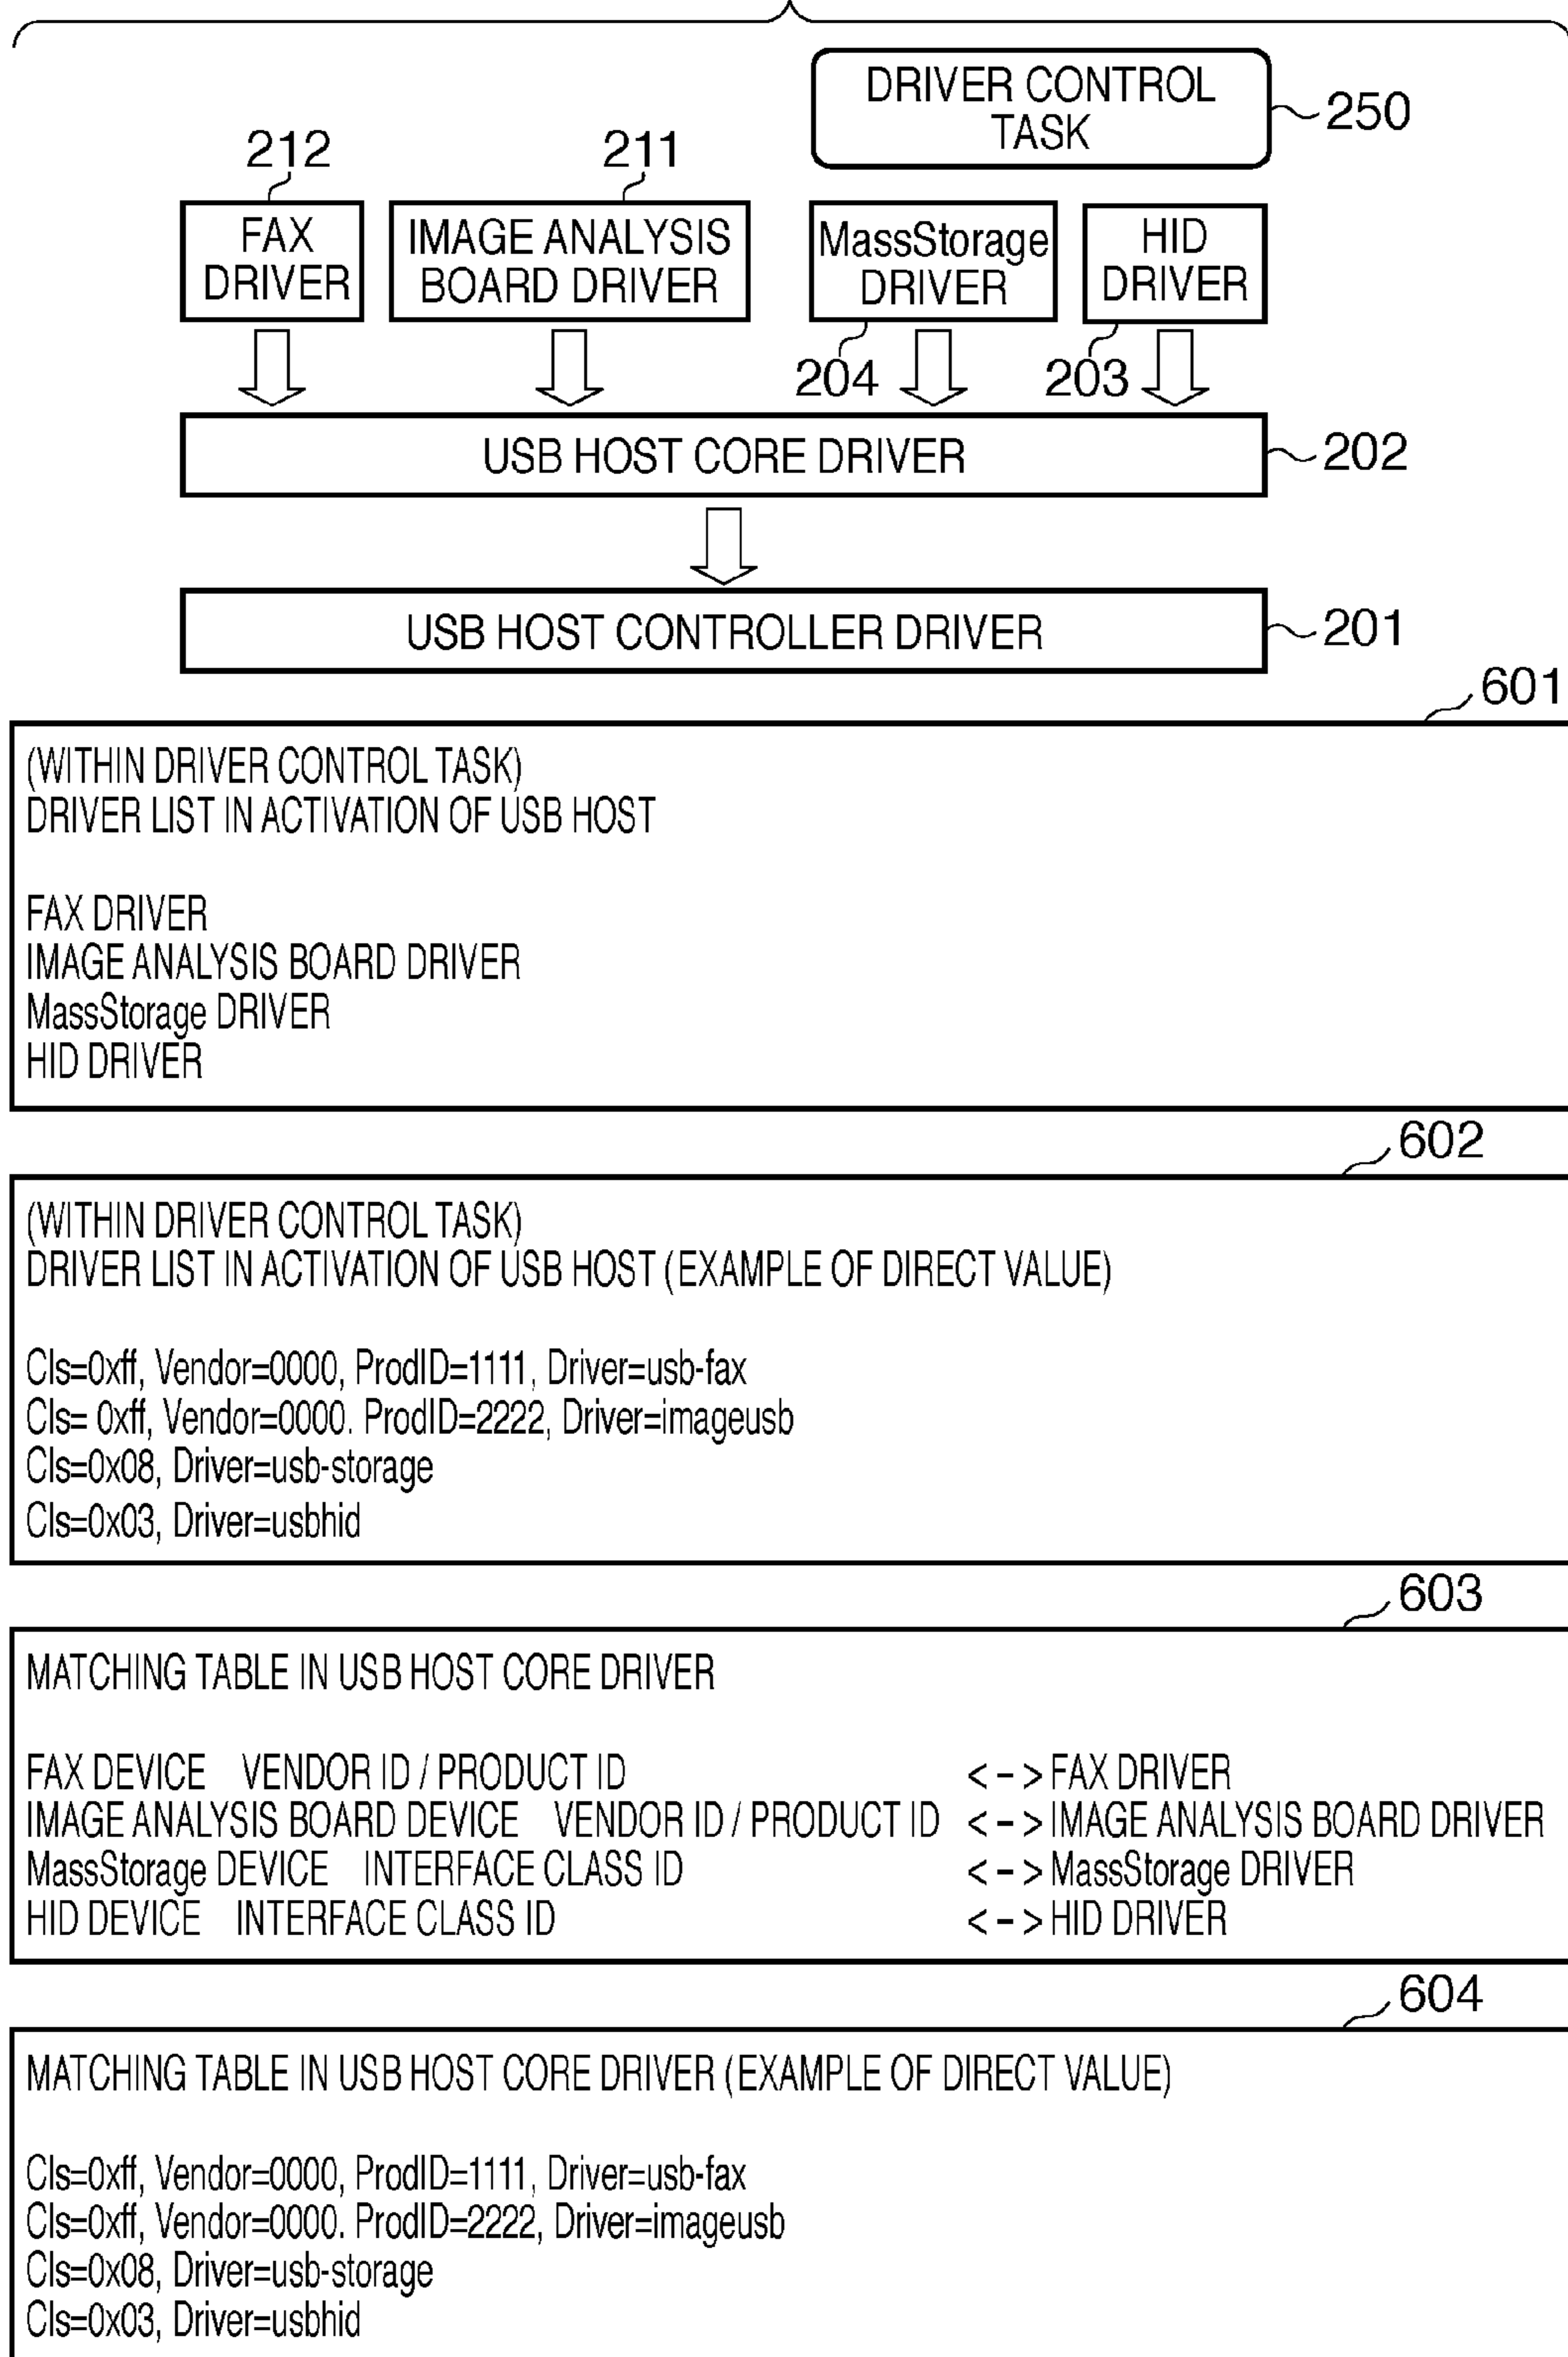 DRIVER CONTROL
TASK
250
212
211
FAX
DRIVER
IMAGE ANALYSIS
BOARD DRIVER
MassStorage
DRIVER
HID
DRIVER
204
203
USB HOST CORE DRIVER
202
USB HOST CONTROLLER DRIVER
201
601
(WITHIN DRIVER CONTROL TASK)
DRIVER LIST IN ACTIVATION OF USB HOST
FAX DRIVER
IMAGE ANALYSIS BOARD DRIVER
MassStorage DRIVER
HID DRIVER
602
(WITHIN DRIVER CONTROL TASK)
DRIVER LIST IN ACTIVATION OF USB HOST (EXAMPLE OF DIRECT VALUE)
Cls=0xff, Vendor=0000, ProdID=1111, Driver=usb-fax
Cls= 0xff, Vendor=0000. ProdID=2222, Driver=imageusb
Cls=0x08, Driver=usb-storage
Cls=0x03, Driver=usbhid
603
MATCHING TABLE IN USB HOST CORE DRIVER
FAX DEVICE VENDOR ID / PRODUCT ID < - > FAX DRIVER
IMAGE ANALYSIS BOARD DEVICE VENDOR ID / PRODUCT ID < - > IMAGE ANALYSIS BOARD DRIVER
MassStorage DEVICE INTERFACE CLASS ID < - > MassStorage DRIVER
HID DEVICE INTERFACE CLASS ID < - > HID DRIVER
604
MATCHING TABLE IN USB HOST CORE DRIVER (EXAMPLE OF DIRECT VALUE)
Cls=0xff, Vendor=0000, ProdID=1111, Driver=usb-fax
Cls=0xff, Vendor=0000. ProdID=2222, Driver=imageusb
Cls=0x08, Driver=usb-storage
Cls=0x03, Driver=usbhid